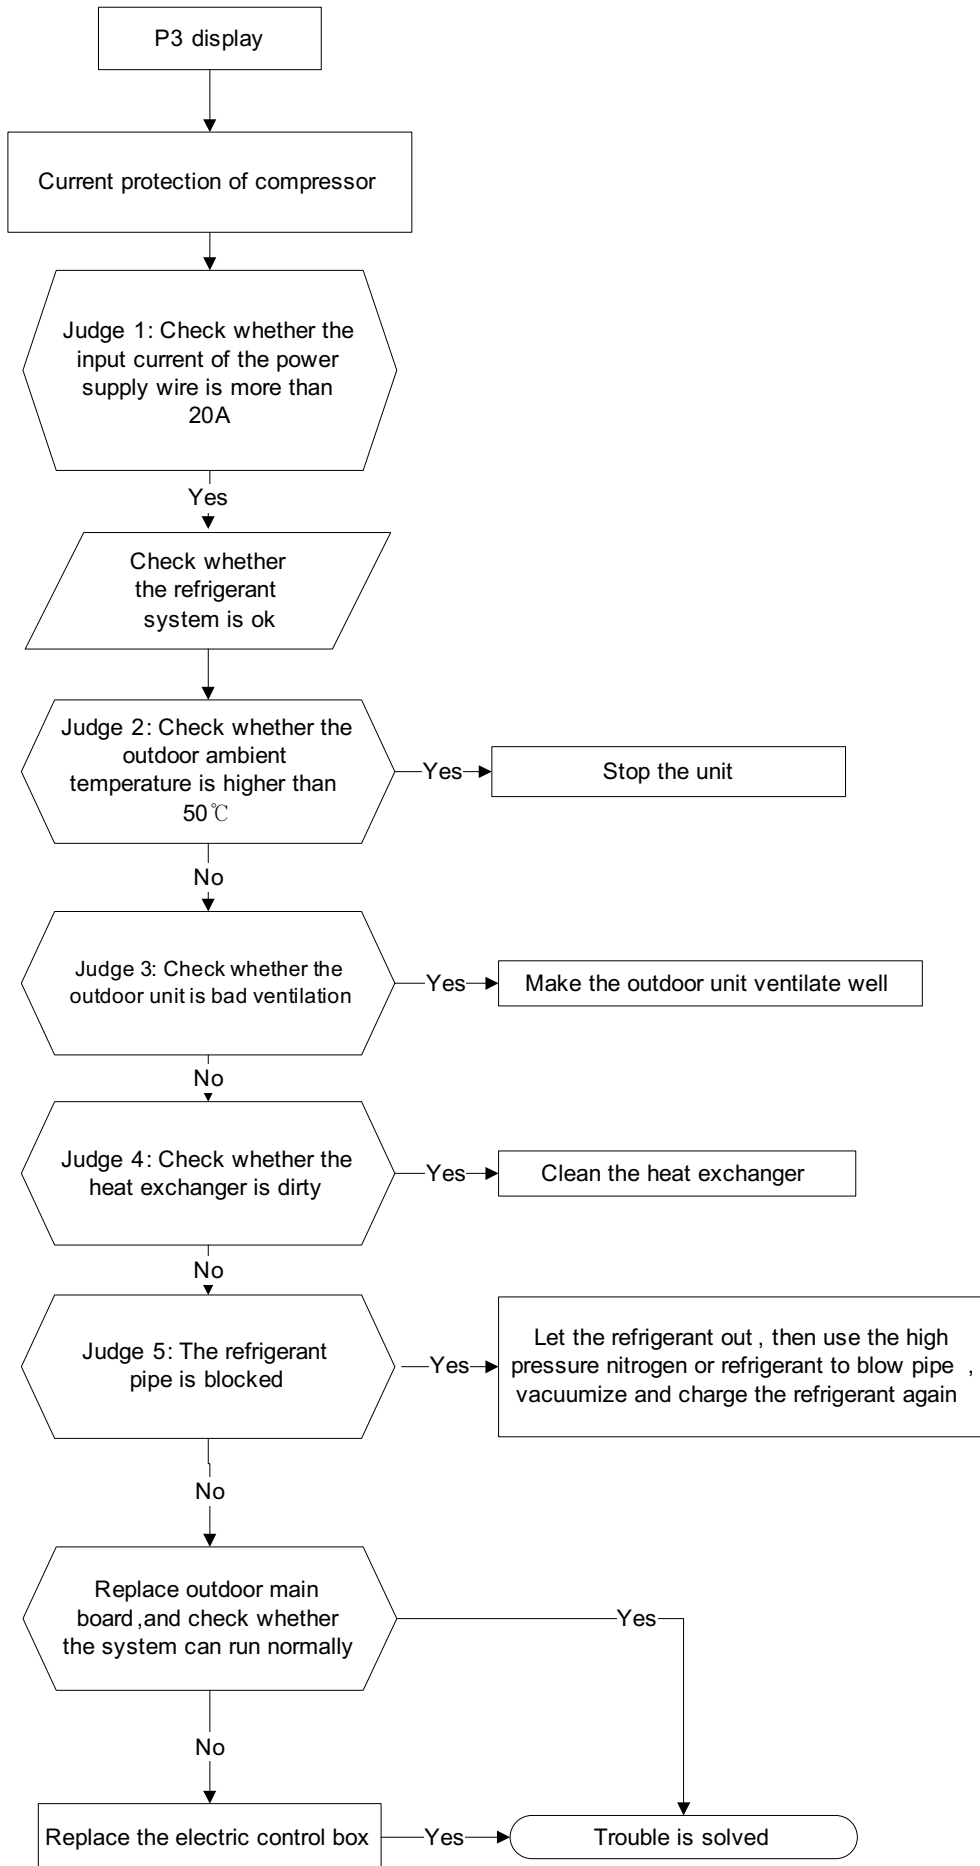 P3 display
Current protection of compressor
Judge 1: Check whether the
input current of the power
supply wire is more than
20A
Yes
Check whether
the refrigerant
system is ok
Judge 2: Check whether the
outdoor ambient
temperature is higher than
50℃
Yes
Stop the unit
No
Judge 3: Check whether the
outdoor unit is bad ventilation
Yes
Make the outdoor unit ventilate well
No
Judge 4: Check whether the
heat exchanger is dirty
Yes
Clean the heat exchanger
No
Judge 5: The refrigerant
pipe is blocked
Yes
Let the refrigerant out , then use the high
pressure nitrogen or refrigerant to blow pipe ,
vacuumize and charge the refrigerant again
No
Replace outdoor main
board ,and check whether
the system can run normally
Yes
No
Replace the electric control box
Yes
Trouble is solved